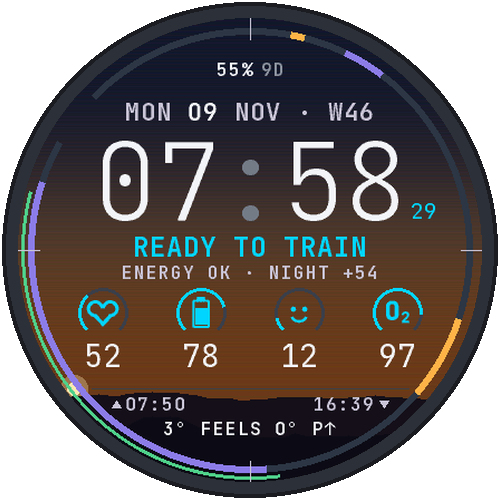 55% 9D
MON 09 NOV · W46
07:58 29
READY TO TRAIN
ENERGY OK · NIGHT +54
O₂
52 78 12 97
▲07:50 16:39▼
3° FEELS 0° P↑